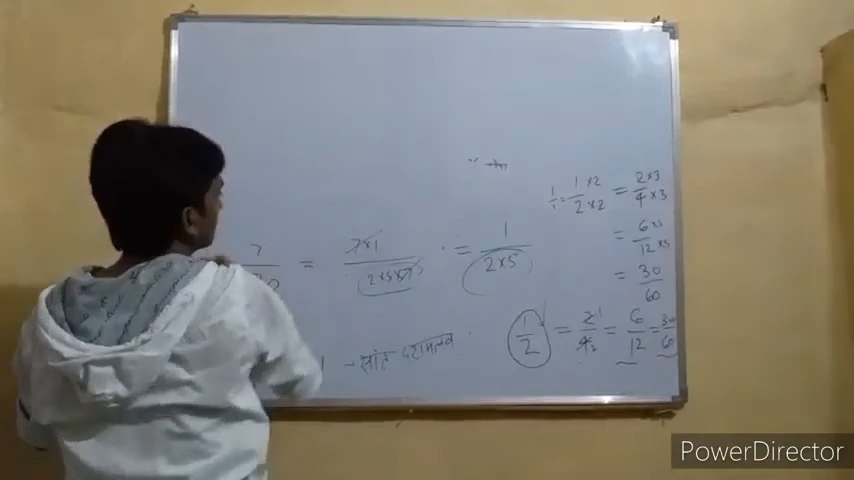 1/2 = 1×2/2×2 = 2×3/4×3
= 6×5/12×5
= 30/60
7×1/2×5×7 = 1/2×5
1/2 = 2/4 = 6/12 = 30/60
- सांत दशमलव
PowerDirector